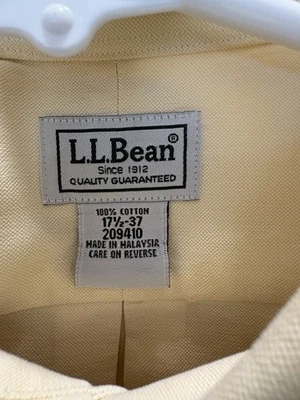 L.L.Bean®
Since 1912
QUALITY GUARANTEED
100% COTTON
17½-37
209410
MADE IN MALAYSIA
CARE ON REVERSE